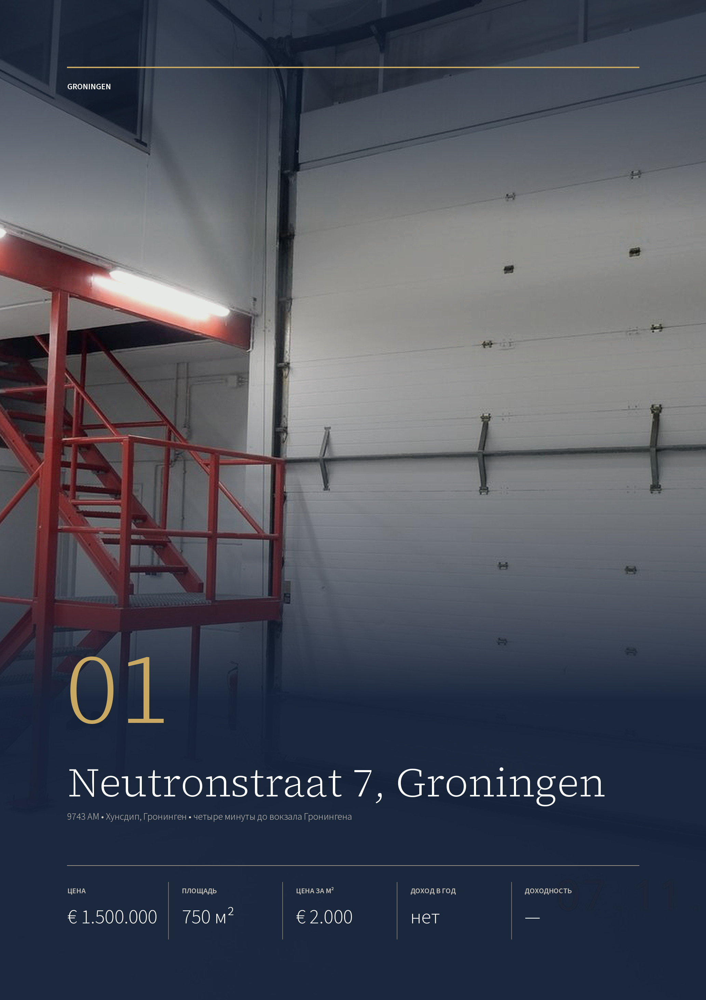 GRONINGEN
01
Neutronstraat 7, Groningen
9743 AM • Хунсдип, Гронинген • четыре минуты до вокзала Гронингена
ЦЕНА
€ 1.500.000
ПЛОЩАДЬ
750 м²
ЦЕНА ЗА М²
€ 2.000
ДОХОД В ГОД
нет
ДОХОДНОСТЬ
—